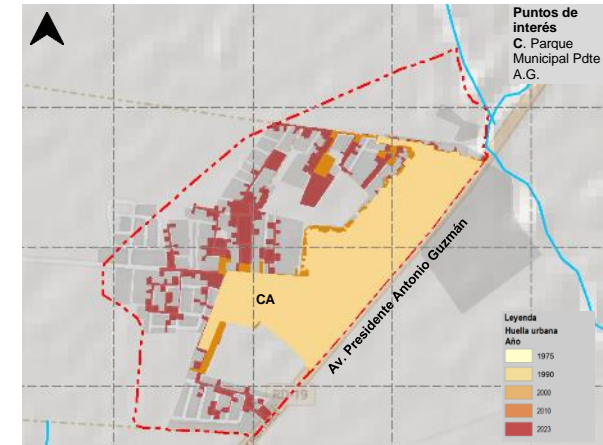 Puntos de
interés
C. Parque
Municipal Pdte
A.G.
CA
Av. Presidente Antonio Guzmán
Leyenda
Huella urbana
Año
1975
1990
2000
2010
2023